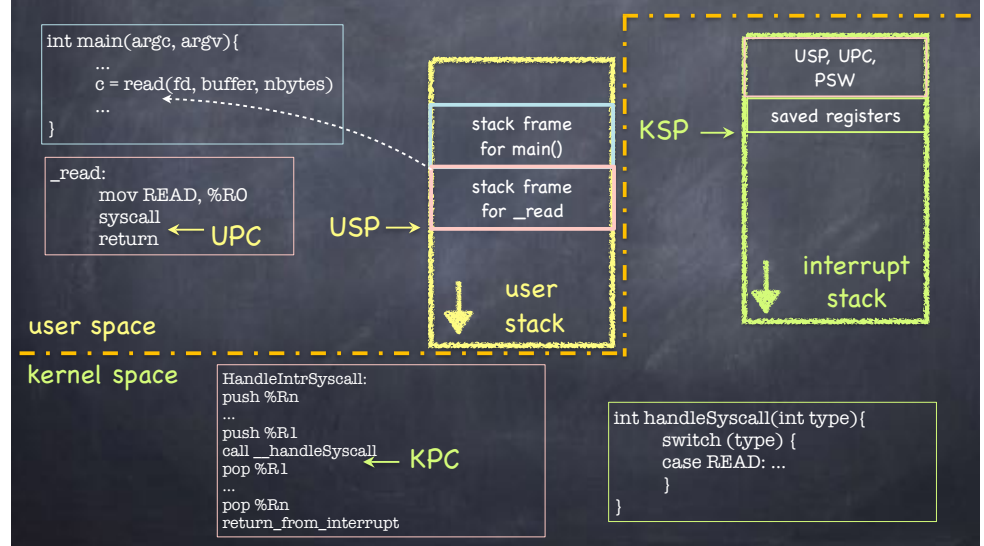 int main(argc, argv){
...
c = read(fd, buffer, nbytes)
...
}
_read:
mov READ, %R0
syscall
return
UPC
USP
stack frame
for main()
stack frame
for _read
user
stack
KSP
USP, UPC,
PSW
saved registers
interrupt
stack
user space
kernel space
HandleIntrSyscall:
push %Rn
...
push %R1
call __handleSyscall
pop %R1
...
pop %Rn
return_from_interrupt
KPC
int handleSyscall(int type){
switch (type) {
case READ: ...
}
}